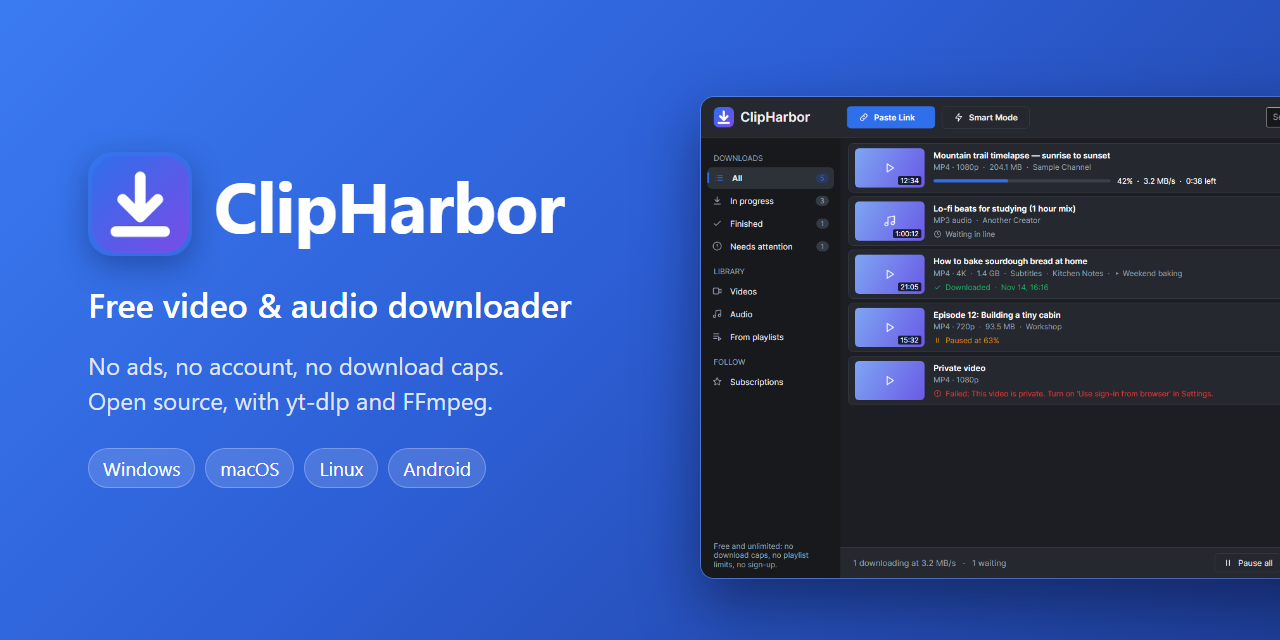 ClipHarbor
Free video & audio downloader
No ads, no account, no download caps.
Open source, with yt-dlp and FFmpeg.
Windows macOS Linux Android
ClipHarbor
Paste Link
Smart Mode
DOWNLOADS
All 5
In progress 3
Finished 1
Needs attention 1
LIBRARY
Videos
Audio
From playlists
FOLLOW
Subscriptions
Free and unlimited: no
download caps, no playlist
limits, no sign-up.
12:34
Mountain trail timelapse — sunrise to sunset
MP4 · 1080p · 204.1 MB · Sample Channel
42% · 3.2 MB/s · 0:38 left
1:00:12
Lo-fi beats for studying (1 hour mix)
MP3 audio · Another Creator
Waiting in line
21:05
How to bake sourdough bread at home
MP4 · 4K · 1.4 GB · Subtitles · Kitchen Notes · ‣ Weekend baking
Downloaded · Nov 14, 16:16
15:32
Episode 12: Building a tiny cabin
MP4 · 720p · 93.5 MB · Workshop
Paused at 63%
Private video
MP4 · 1080p
Failed: This video is private. Turn on 'Use sign-in from browser' in Settings.
1 downloading at 3.2 MB/s · 1 waiting
Pause all